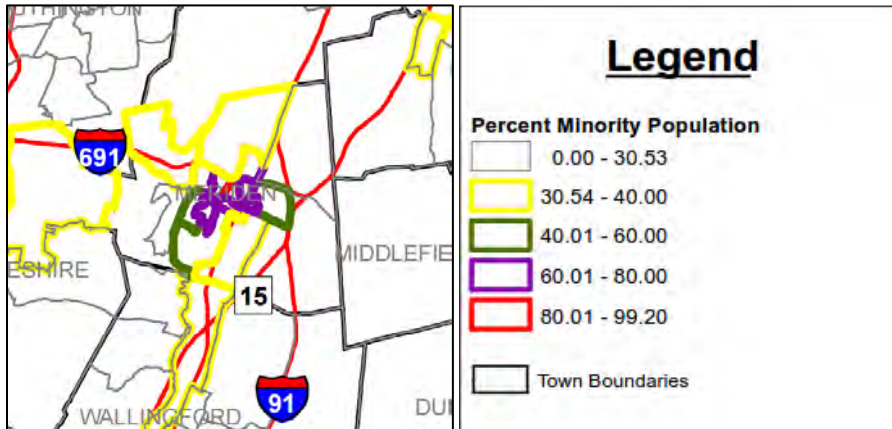 UTHINGTON
691
MERIDEN
ESHIRE
MIDDLEFIE
15
91
WALLINGFORD
DU
Legend
Percent Minority Population
0.00 - 30.53
30.54 - 40.00
40.01 - 60.00
60.01 - 80.00
80.01 - 99.20
Town Boundaries